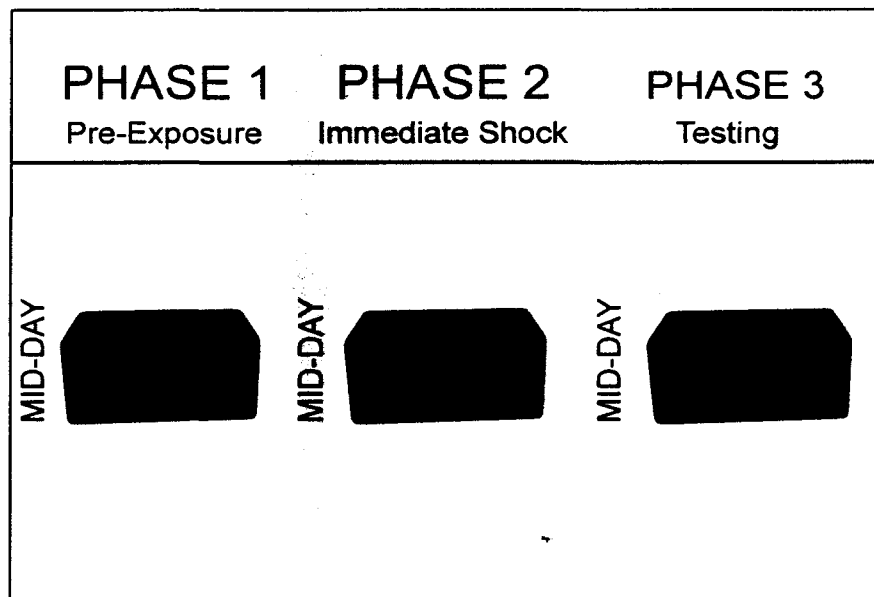 PHASE 1
Pre-Exposure
PHASE 2
Immediate Shock
PHASE 3
Testing
MID-DAY
MID-DAY
MID-DAY